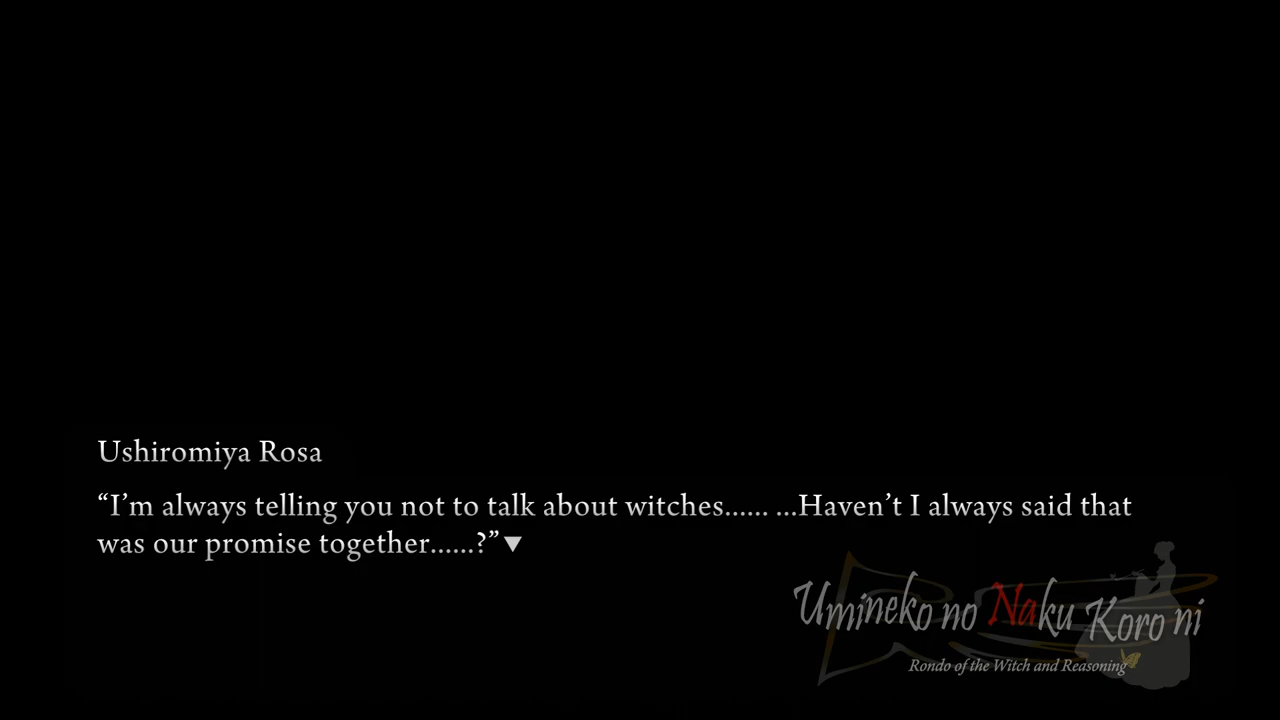 Ushiromiya Rosa
“I’m always telling you not to talk about witches...... ...Haven’t I always said that
was our promise together......?”▼
Umineko no Naku Koro ni
Rondo of the Witch and Reasoning